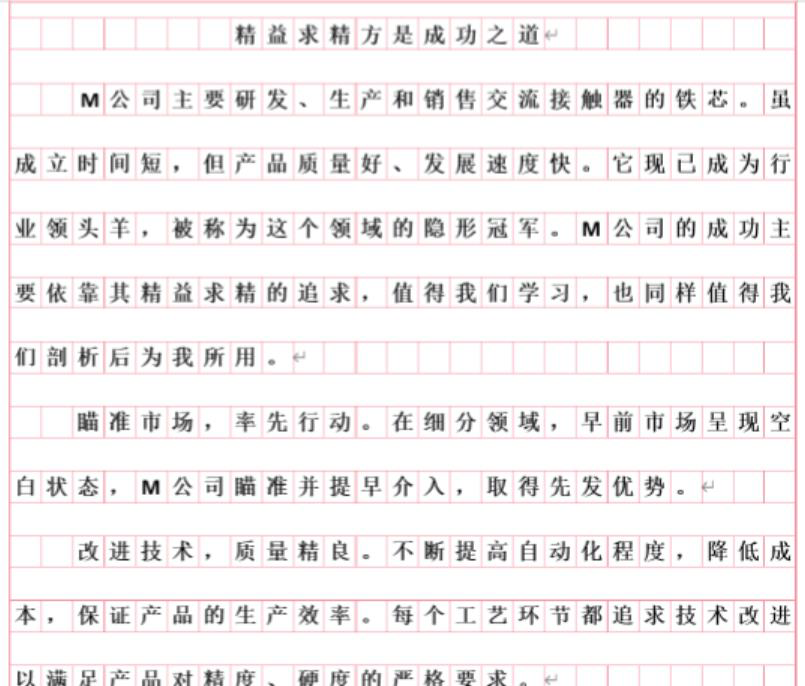 精益求精方是成功之道
M公司主要研发、生产和销售交流接触器的铁芯。虽
成立时间短，但产品质量好、发展速度快。它现已成为行
业领头羊，被称为这个领域的隐形冠军。M公司的成功主
要依靠其精益求精的追求，值得我们学习，也同样值得我
们剖析后为我所用。
瞄准市场，率先行动。在细分领域，早前市场呈现空
白状态，M公司瞄准并提早介入，取得先发优势。
改进技术，质量精良。不断提高自动化程度，降低成
本，保证产品的生产效率。每个工艺环节都追求技术改进
以满足产品对精度、硬度的严格要求。